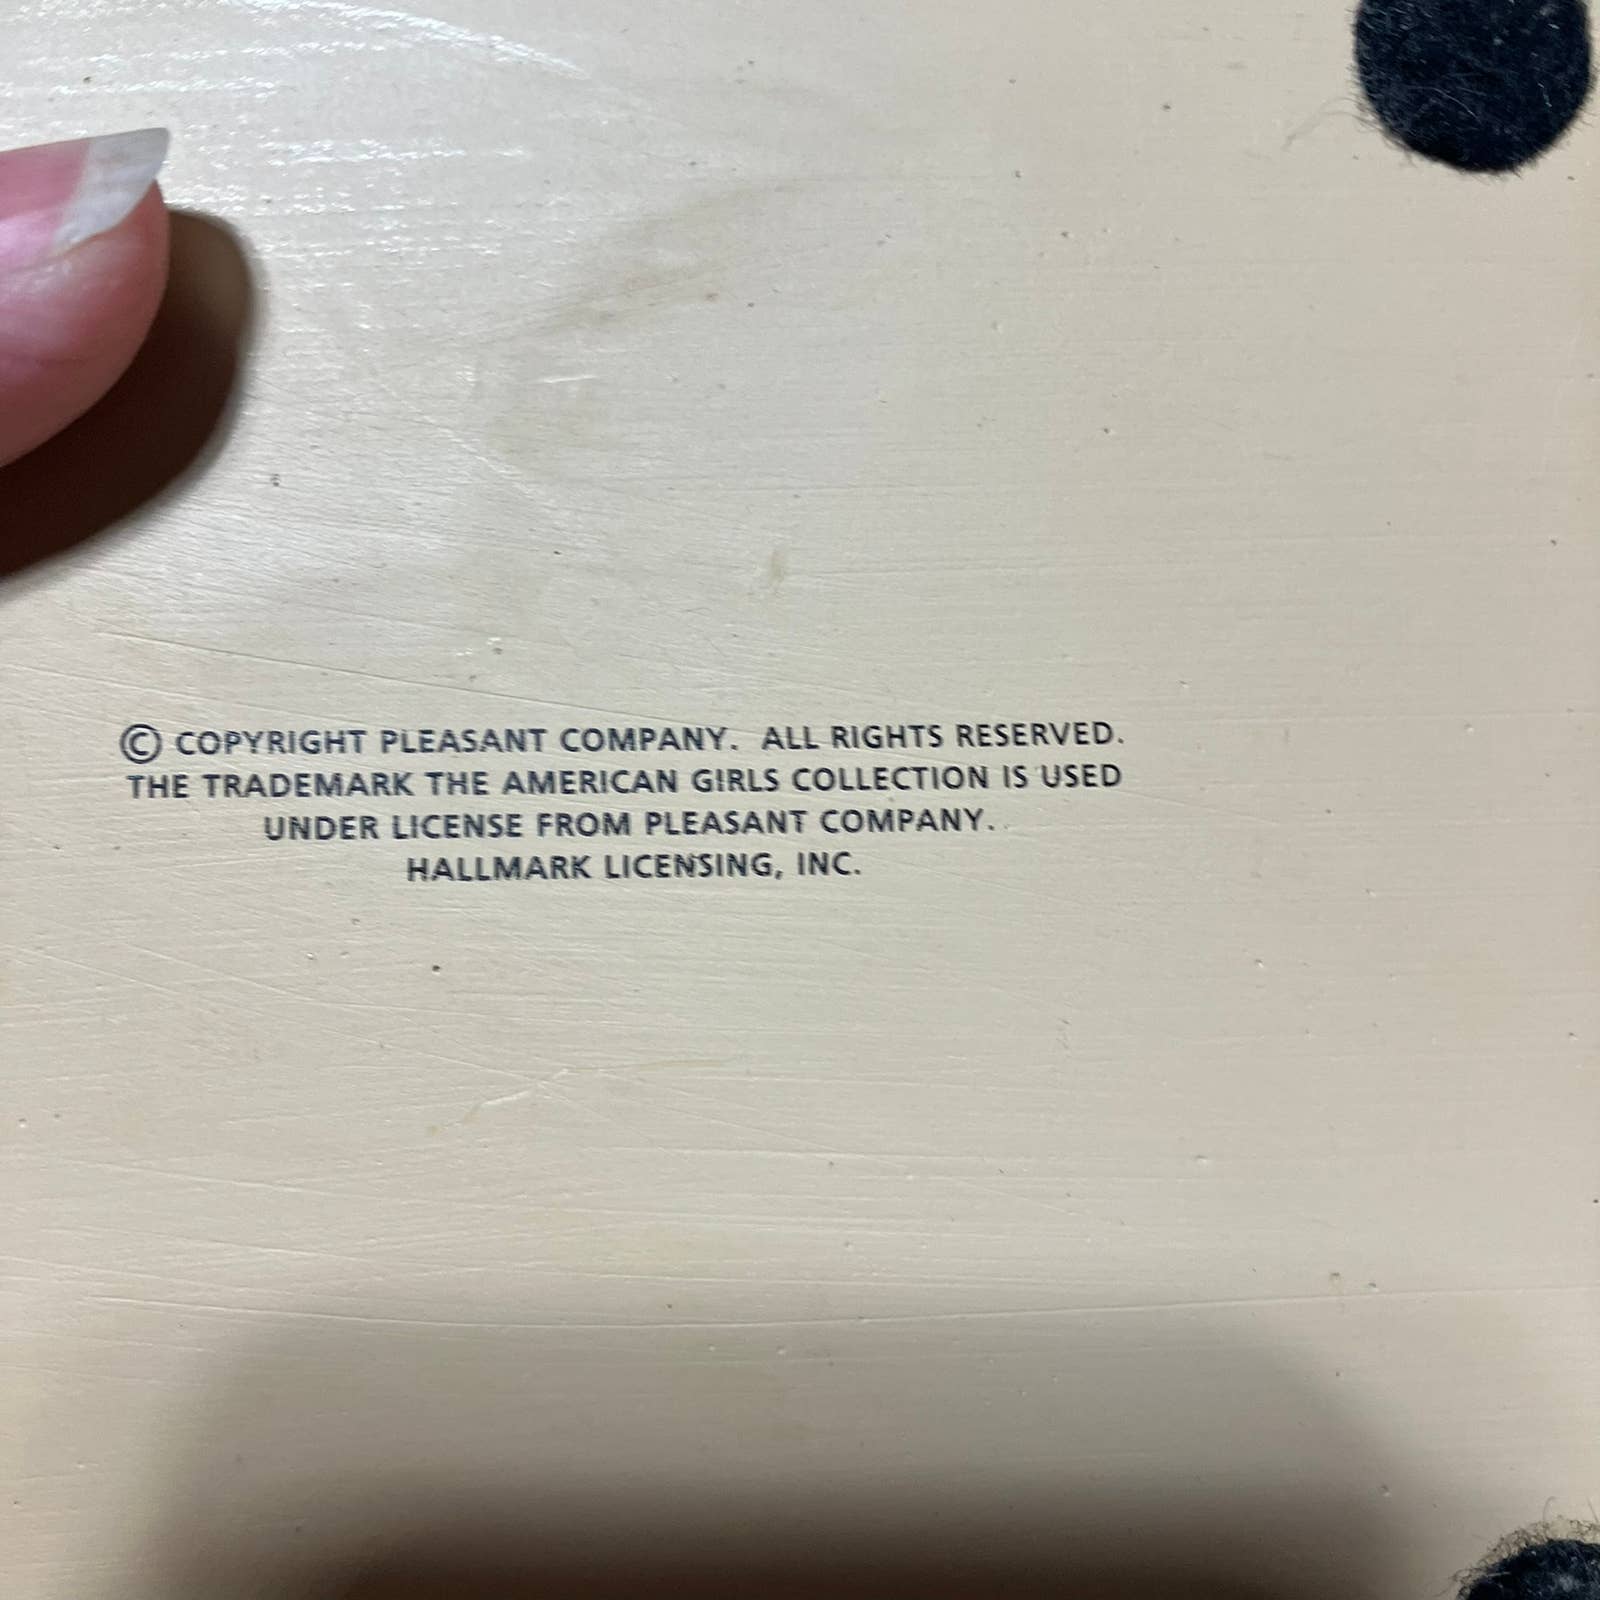 © COPYRIGHT PLEASANT COMPANY. ALL RIGHTS RESERVED.
THE TRADEMARK THE AMERICAN GIRLS COLLECTION IS USED
UNDER LICENSE FROM PLEASANT COMPANY.
HALLMARK LICENSING, INC.